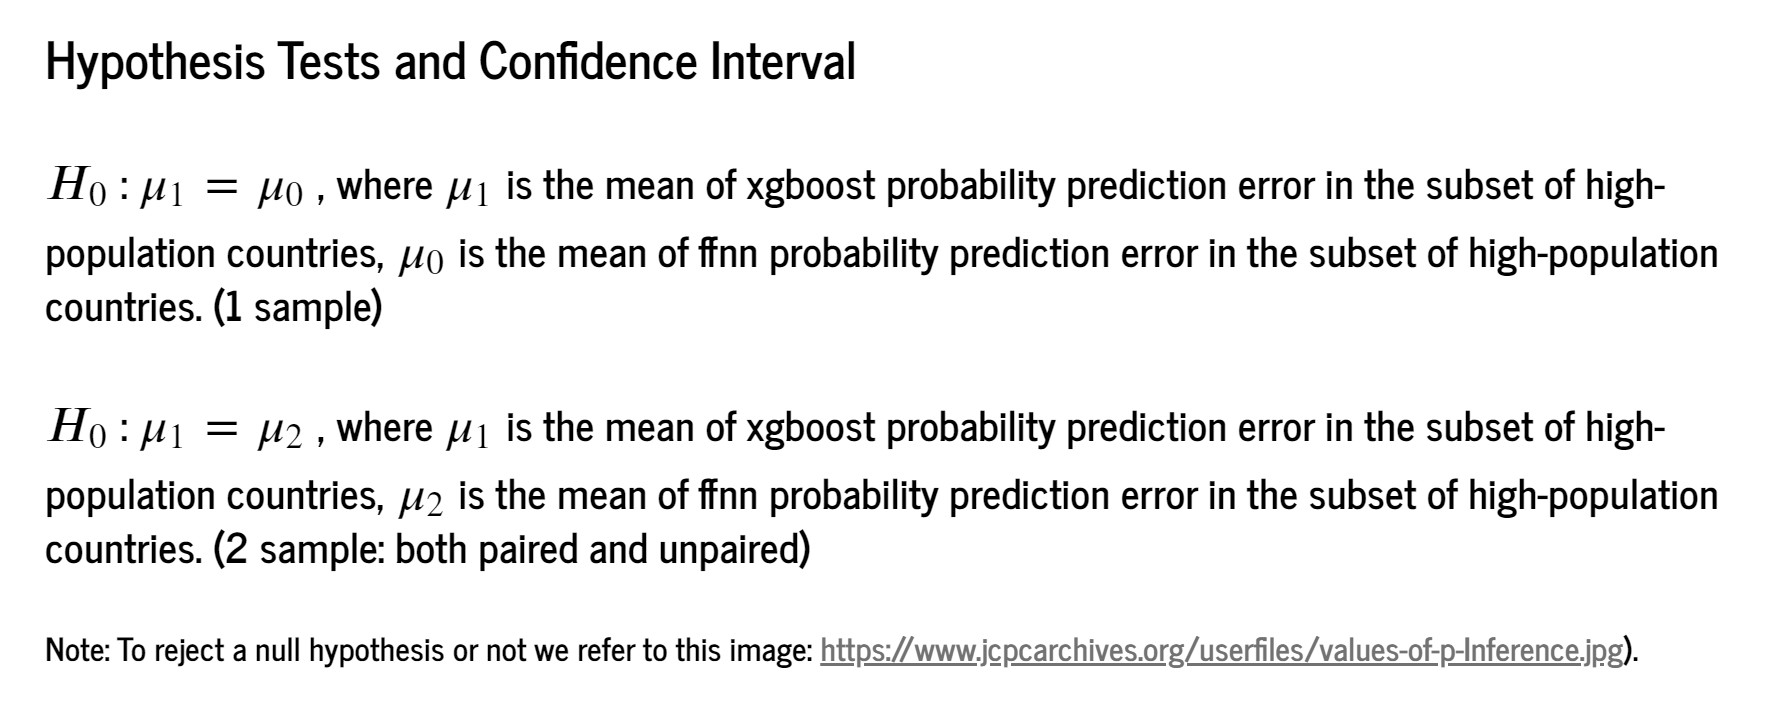 Hypothesis Tests and Confidence Interval
H₀ : μ₁ = μ₀ , where μ₁ is the mean of xgboost probability prediction error in the subset of high-
population countries, μ₀ is the mean of ffnn probability prediction error in the subset of high-population
countries. (1 sample)
H₀ : μ₁ = μ₂ , where μ₁ is the mean of xgboost probability prediction error in the subset of high-
population countries, μ₂ is the mean of ffnn probability prediction error in the subset of high-population
countries. (2 sample: both paired and unpaired)
Note: To reject a null hypothesis or not we refer to this image: https://www.jcpcarchives.org/userfiles/values-of-p-Inference.jpg).